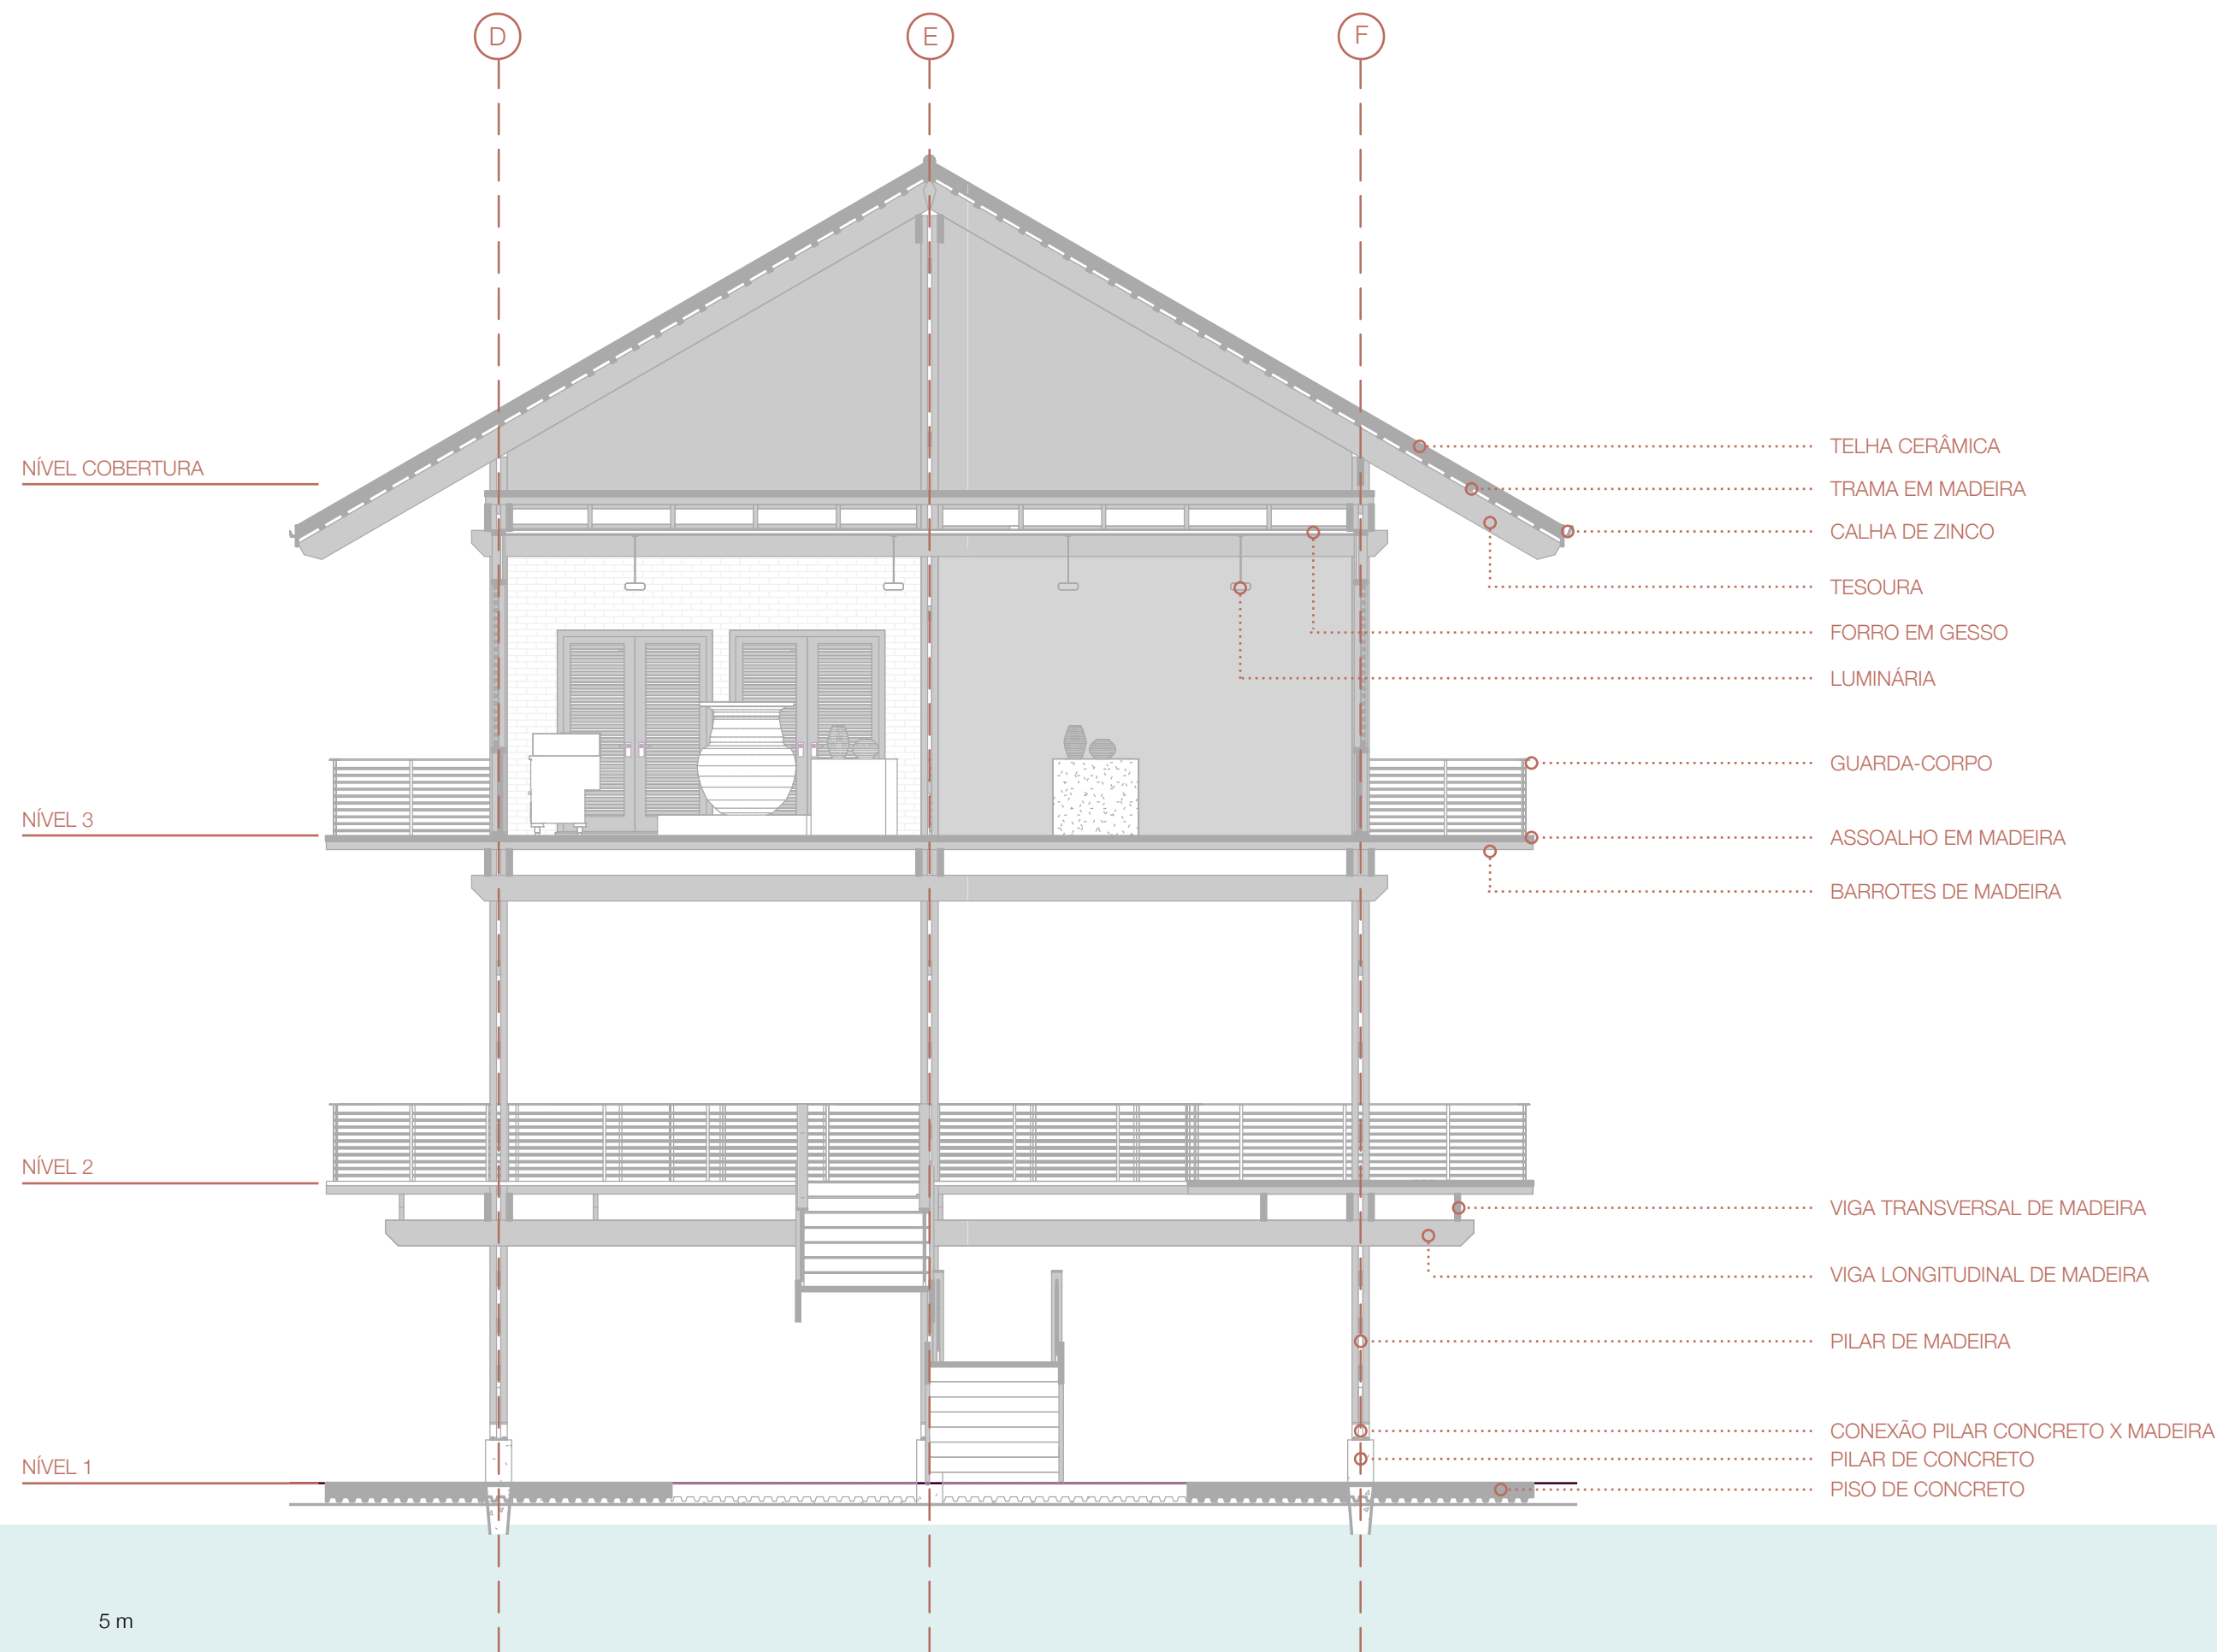 D
E
F
NÍVEL COBERTURA
NÍVEL 3
NÍVEL 2
NÍVEL 1
TELHA CERÂMICA
TRAMA EM MADEIRA
CALHA DE ZINCO
TESOURA
FORRO EM GESSO
LUMINÁRIA
GUARDA-CORPO
ASSOALHO EM MADEIRA
BARROTES DE MADEIRA
VIGA TRANSVERSAL DE MADEIRA
VIGA LONGITUDINAL DE MADEIRA
PILAR DE MADEIRA
CONEXÃO PILAR CONCRETO X MADEIRA
PILAR DE CONCRETO
PISO DE CONCRETO
5 m